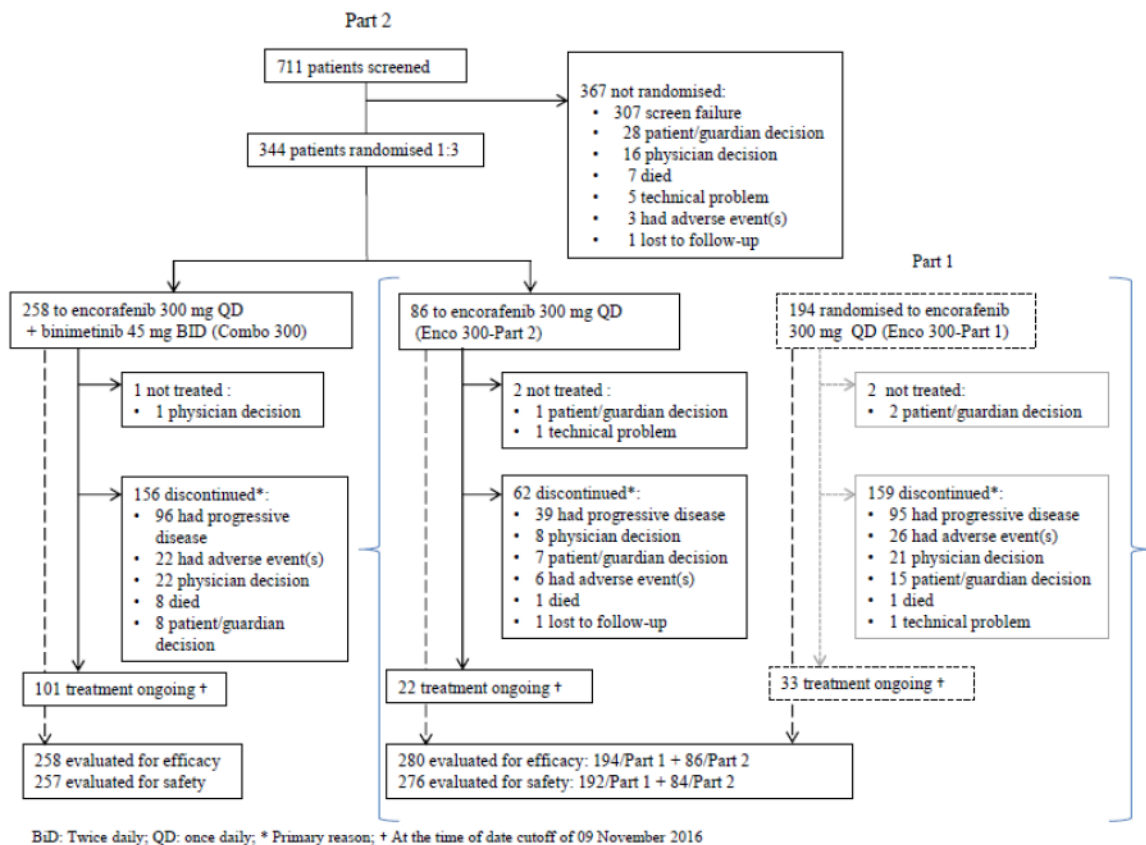 Part 2
711 patients screened
367 not randomised:
• 307 screen failure
• 28 patient/guardian decision
• 16 physician decision
• 7 died
• 5 technical problem
• 3 had adverse event(s)
• 1 lost to follow-up
344 patients randomised 1:3
Part 1
258 to encorafenib 300 mg QD
+ binimetinib 45 mg BID (Combo 300)
86 to encorafenib 300 mg QD
(Enco 300-Part 2)
194 randomised to encorafenib
300 mg QD (Enco 300-Part 1)
1 not treated :
• 1 physician decision
2 not treated :
• 1 patient/guardian decision
• 1 technical problem
2 not treated:
• 2 patient/guardian decision
156 discontinued*:
• 96 had progressive
disease
• 22 had adverse event(s)
• 22 physician decision
• 8 died
• 8 patient/guardian
decision
62 discontinued*:
• 39 had progressive disease
• 8 physician decision
• 7 patient/guardian decision
• 6 had adverse event(s)
• 1 died
• 1 lost to follow-up
159 discontinued*:
• 95 had progressive disease
• 26 had adverse event(s)
• 21 physician decision
• 15 patient/guardian decision
• 1 died
• 1 technical problem
101 treatment ongoing †
22 treatment ongoing †
33 treatment ongoing †
258 evaluated for efficacy
257 evaluated for safety
280 evaluated for efficacy: 194/Part 1 + 86/Part 2
276 evaluated for safety: 192/Part 1 + 84/Part 2
BiD: Twice daily; QD: once daily; * Primary reason; † At the time of date cutoff of 09 November 2016